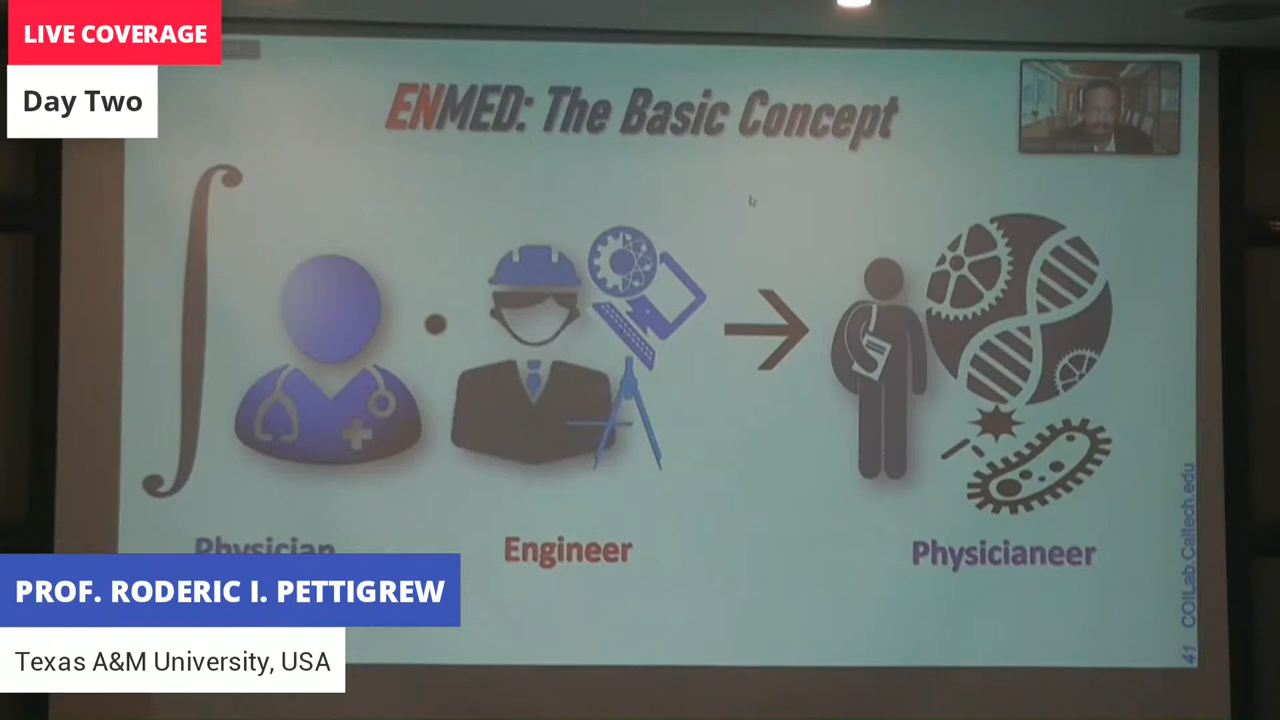 LIVE COVERAGE
Day Two
ENMED: The Basic Concept
Physician
Engineer
Physicianeer
PROF. RODERIC I. PETTIGREW
Texas A&M University, USA
41 COILab.Caltech.edu